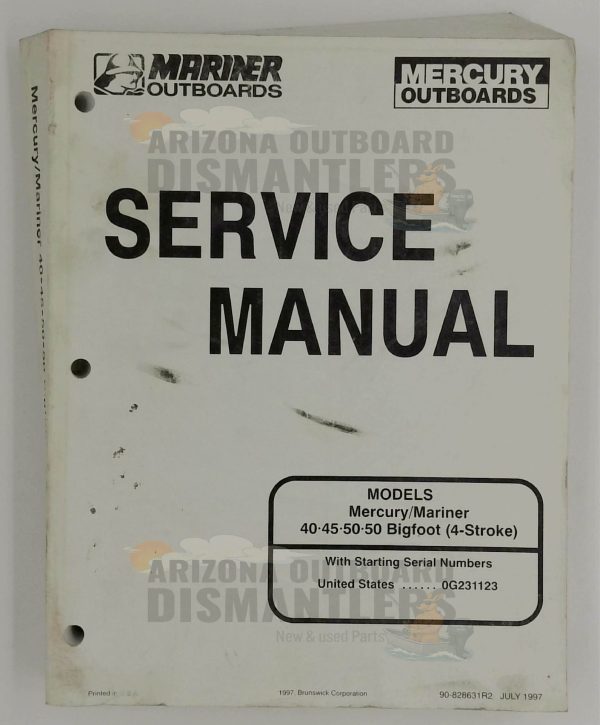 MARINER
OUTBOARDS
MERCURY
OUTBOARDS
ARIZONA OUTBOARD
DISMANTLERS
SERVICE
MANUAL
MODELS
Mercury/Mariner
40·45·50·50 Bigfoot (4-Stroke)
With Starting Serial Numbers
United States ...... 0G231123
ARIZONA OUTBOARD
DISMANTLERS
New & used Parts
Printed in
1997, Brunswick Corporation
90-828631R2 JULY 1997
Mercury/Mariner